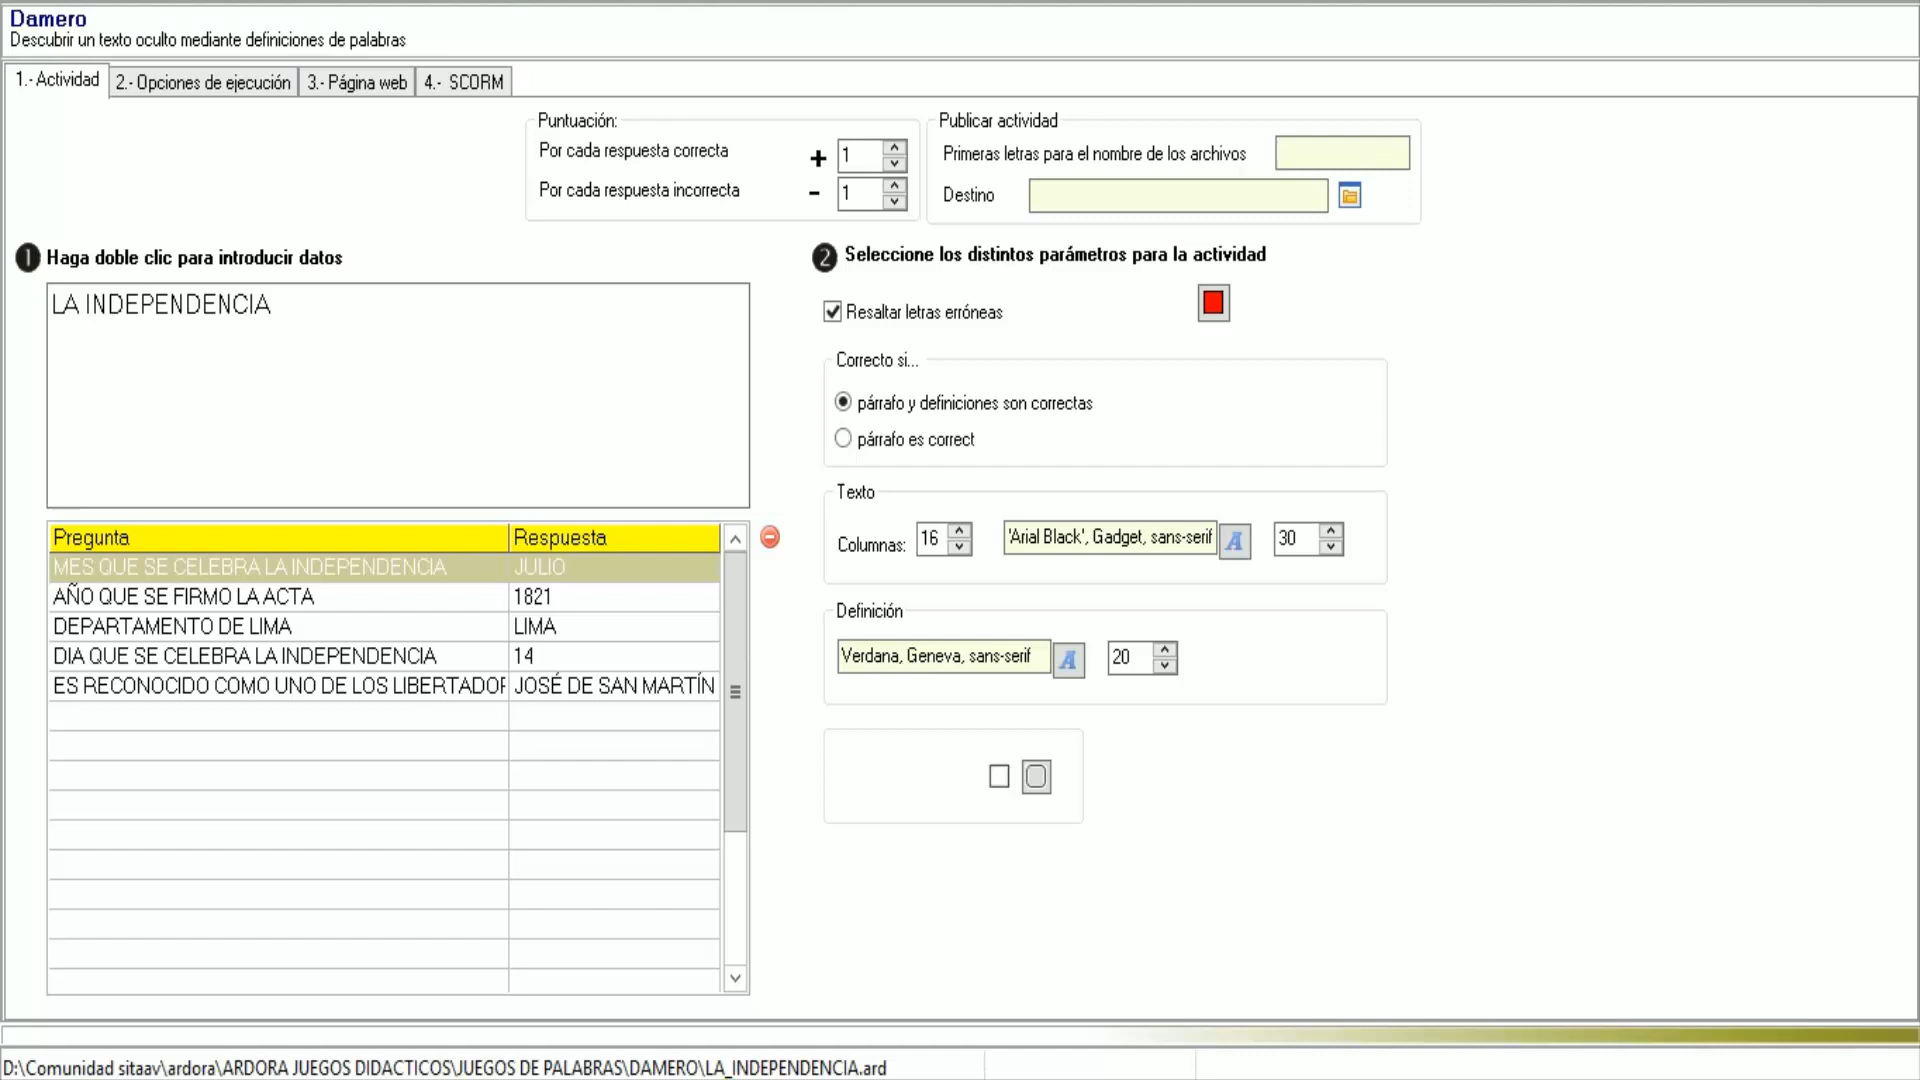 Damero
Descubrir un texto oculto mediante definiciones de palabras
1.- Actividad
2.- Opciones de ejecución
3.- Página web
4.- SCORM
Puntuación:
Por cada respuesta correcta
+ 1
Por cada respuesta incorrecta
- 1
Publicar actividad
Primeras letras para el nombre de los archivos
Destino
1 Haga doble clic para introducir datos
LA INDEPENDENCIA
Pregunta Respuesta
MES QUE SE CELEBRA LA INDEPENDENCIA JULIO
AÑO QUE SE FIRMO LA ACTA 1821
DEPARTAMENTO DE LIMA LIMA
DIA QUE SE CELEBRA LA INDEPENDENCIA 14
ES RECONOCIDO COMO UNO DE LOS LIBERTADOR JOSÉ DE SAN MARTÍN
2 Seleccione los distintos parámetros para la actividad
Resaltar letras erróneas
Correcto si...
párrafo y definiciones son correctas
párrafo es correct
Texto
Columnas: 16 'Arial Black', Gadget, sans-serif A 30
Definición
Verdana, Geneva, sans-serif A 20
D:\Comunidad sitaav\ardora\ARDORA JUEGOS DIDACTICOS\JUEGOS DE PALABRAS\DAMERO\LA_INDEPENDENCIA.ard